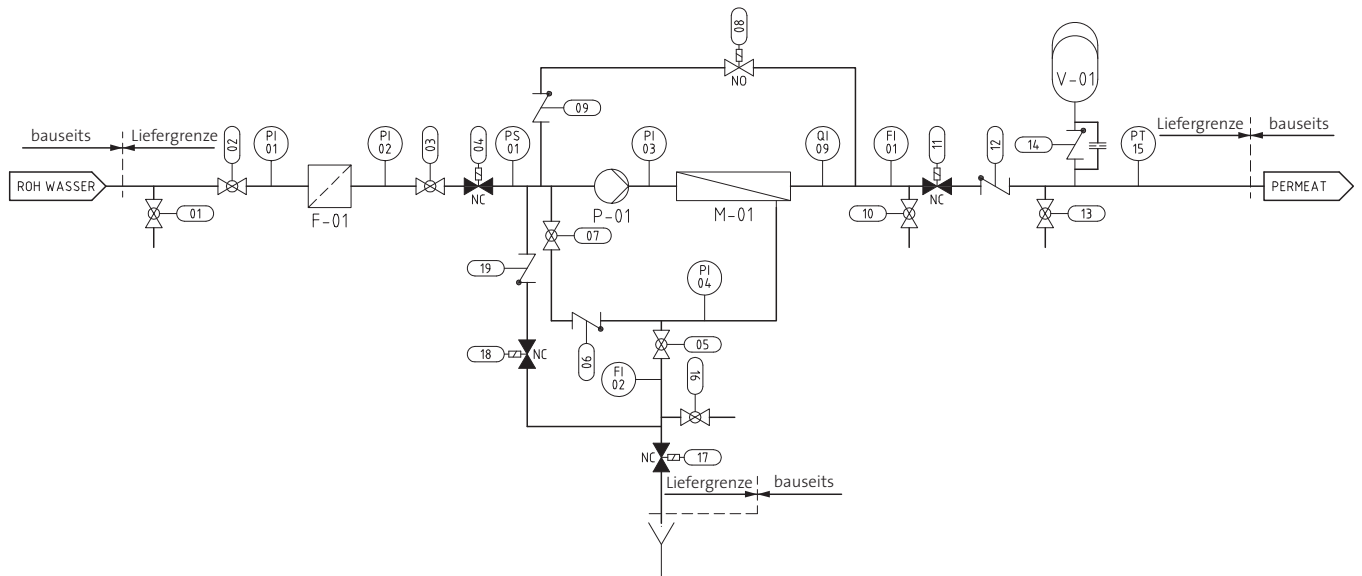 08
V-01
NO
09
bauseits
Liefergrenze
02
PI
01
PI
02
03
04
PS
01
PI
03
QI
09
FI
01
11
12
14
PT
15
Liefergrenze
bauseits
ROH WASSER
NC
NC
PERMEAT
01
F-01
P-01
M-01
10
13
07
19
PI
04
18
NC
06
05
FI
02
16
NC
17
Liefergrenze
bauseits